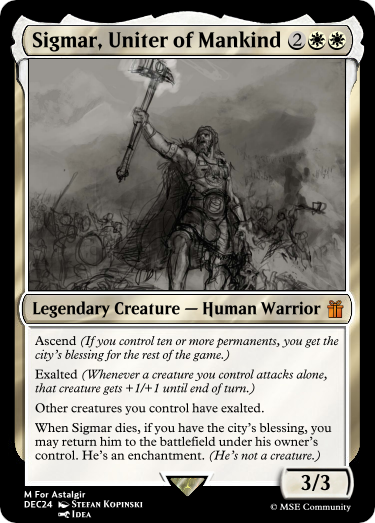 Sigmar, Uniter of Mankind 2
Legendary Creature — Human Warrior
Ascend (If you control ten or more permanents, you get the
city's blessing for the rest of the game.)
Exalted (Whenever a creature you control attacks alone,
that creature gets +1/+1 until end of turn.)
Other creatures you control have exalted.
When Sigmar dies, if you have the city's blessing, you
may return him to the battlefield under his owner's
control. He's an enchantment. (He's not a creature.)
3/3
M For Astalgir
DEC24 Stefan Kopinski
Idea
© MSE Community